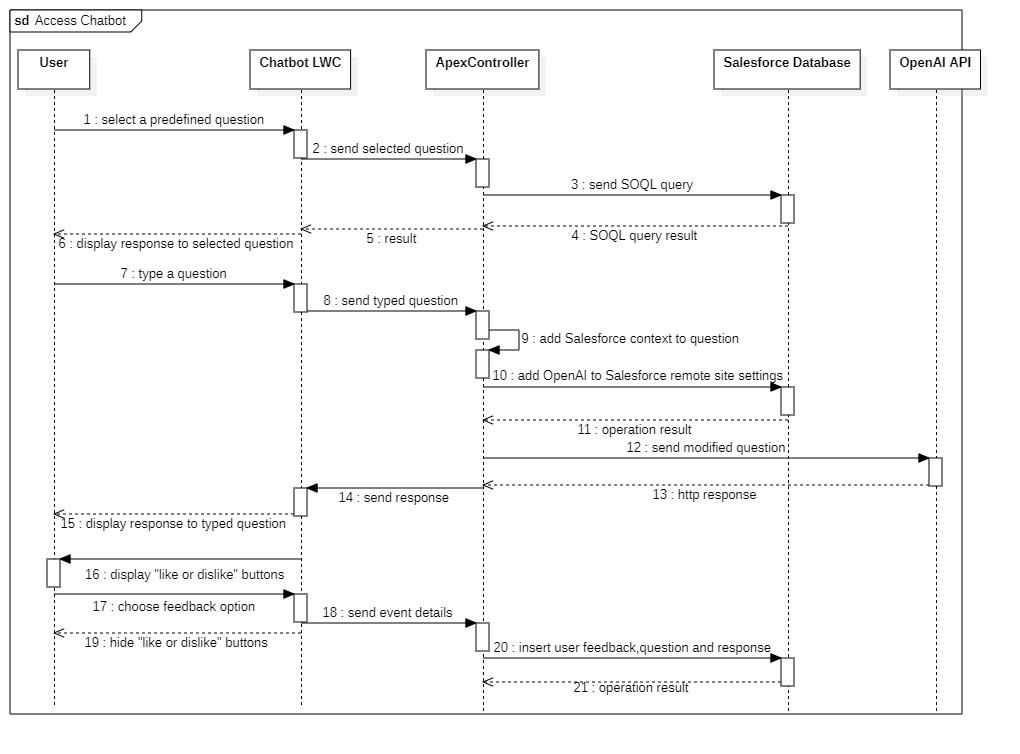 sd Access Chatbot
User
Chatbot LWC
ApexController
Salesforce Database
OpenAI API
1 : select a predefined question
2 : send selected question
3 : send SOQL query
4 : SOQL query result
5 : result
6 : display response to selected question
7 : type a question
8 : send typed question
9 : add Salesforce context to question
10 : add OpenAI to Salesforce remote site settings
11 : operation result
12 : send modified question
13 : http response
14 : send response
15 : display response to typed question
16 : display "like or dislike" buttons
17 : choose feedback option
18 : send event details
19 : hide "like or dislike" buttons
20 : insert user feedback,question and response
21 : operation result